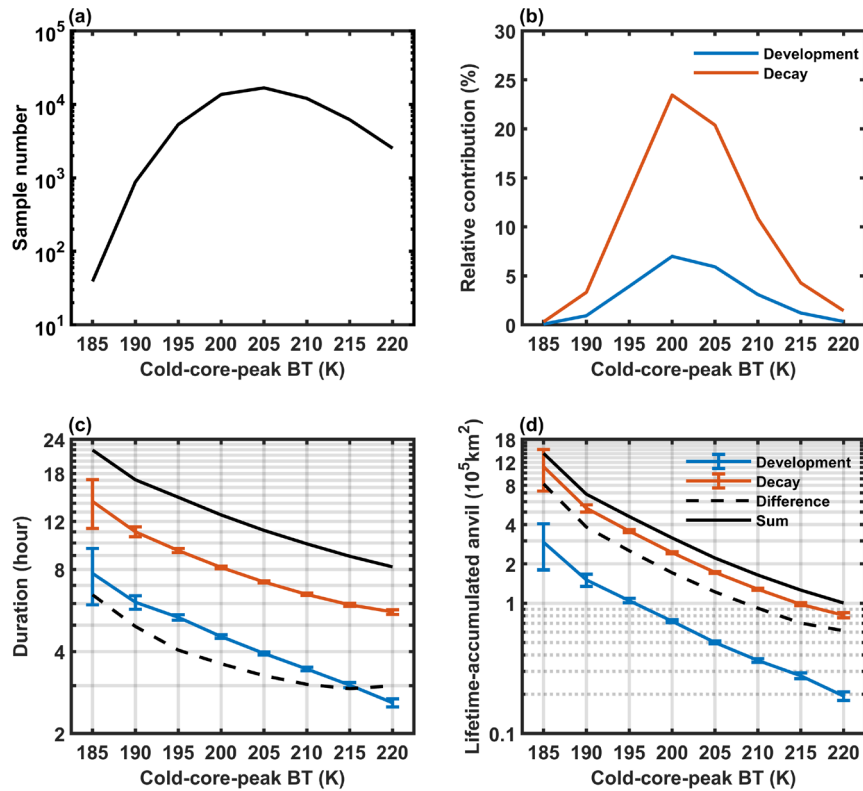 (a)
10^5
10^4
10^3
10^2
10^1
Sample number
185 190 195 200 205 210 215 220
Cold-core-peak BT (K)
(b)
30
25
20
15
10
5
0
Relative contribution (%)
Development
Decay
185 190 195 200 205 210 215 220
Cold-core-peak BT (K)
(c)
24
18
12
8
4
2
Duration (hour)
185 190 195 200 205 210 215 220
Cold-core-peak BT (K)
(d)
18
12
8
4
2
1
0.1
Lifetime-accumulated anvil (10^5km^2)
Development
Decay
Difference
Sum
185 190 195 200 205 210 215 220
Cold-core-peak BT (K)